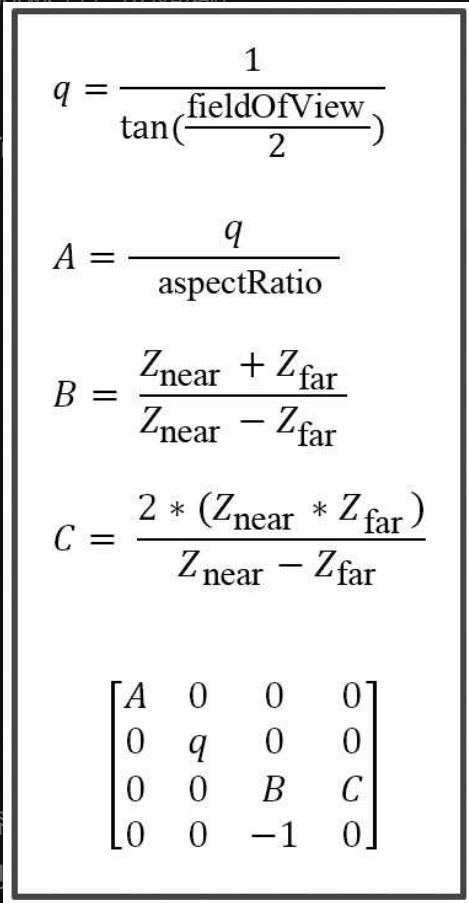 q = 1 / tan(fieldOfView / 2)
A = q / aspectRatio
B = (Z_near + Z_far) / (Z_near − Z_far)
C = 2 * (Z_near * Z_far) / (Z_near − Z_far)
[A 0 0 0]
[0 q 0 0]
[0 0 B C]
[0 0 −1 0]